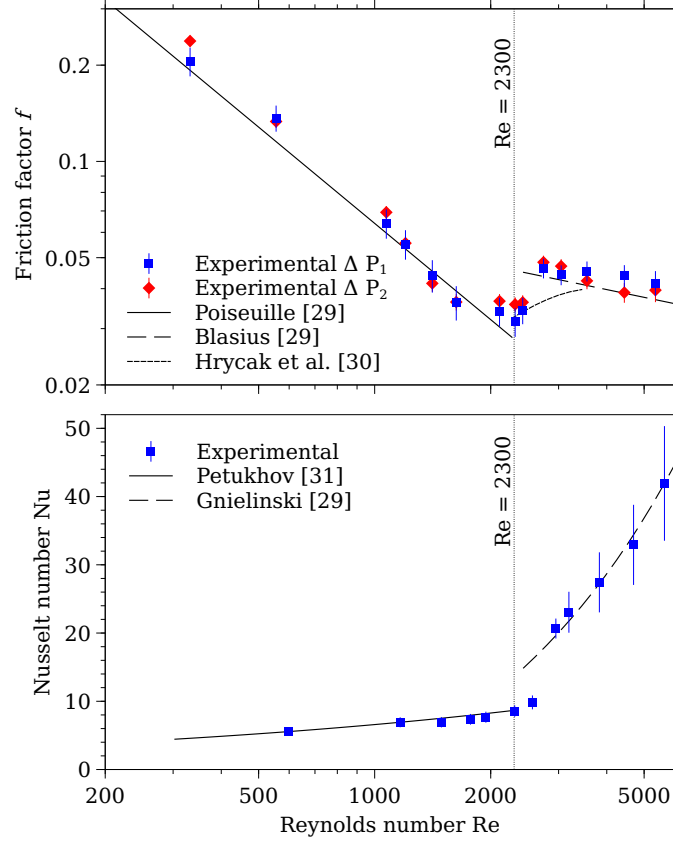 0.2
0.1
0.05
0.02
Friction factor f
Re = 2300
Experimental Δ P1
Experimental Δ P2
Poiseuille [29]
Blasius [29]
Hrycak et al. [30]
50
40
30
20
10
0
Nusselt number Nu
Re = 2300
Experimental
Petukhov [31]
Gnielinski [29]
200 500 1000 2000 5000
Reynolds number Re